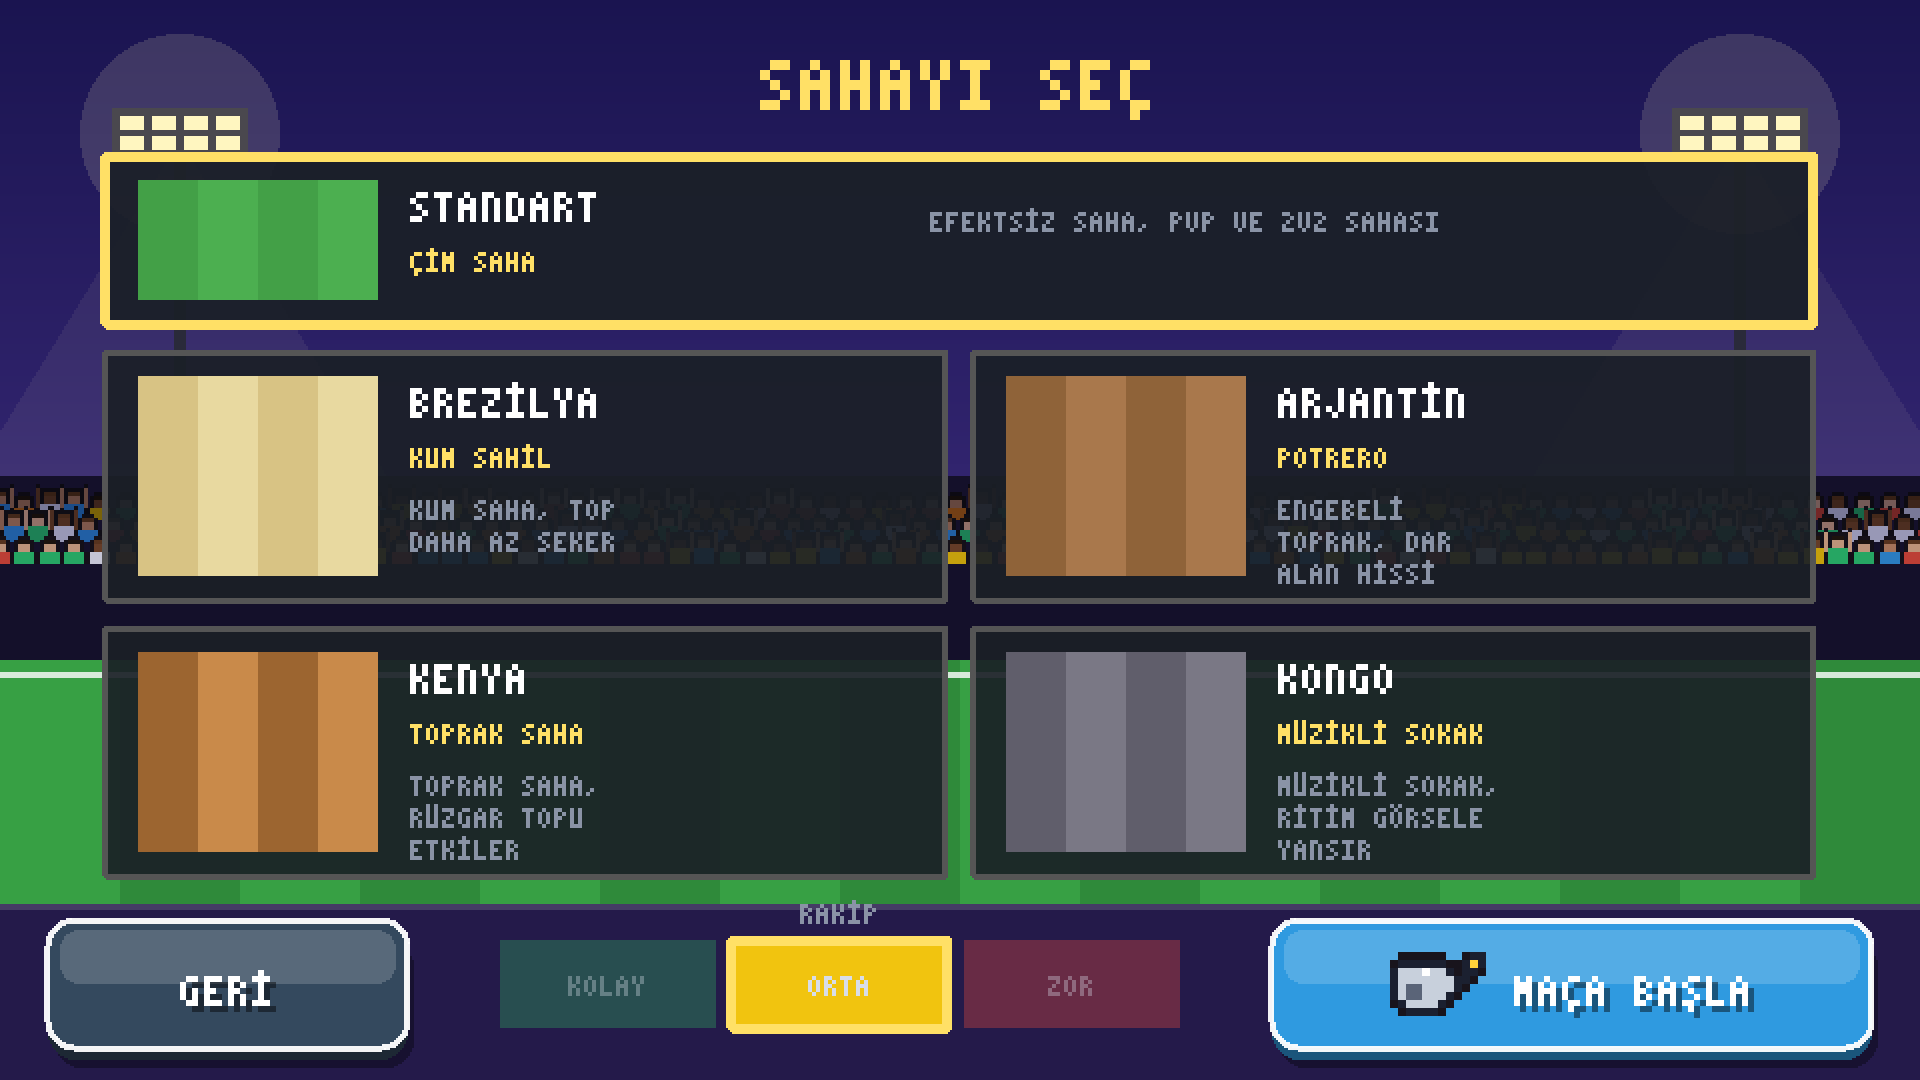 SAHAYI SEÇ
STANDART
ÇİM SAHA
EFEKTSİZ SAHA, PVP VE 2V2 SAHASI
BREZİLYA
KUM SAHİL
KUM SAHA, TOP
DAHA AZ SEKER
ARJANTİN
POTRERO
ENGEBELİ
TOPRAK, DAR
ALAN HİSSİ
KENYA
TOPRAK SAHA
TOPRAK SAHA,
RÜZGAR TOPU
ETKİLER
KONGO
MÜZİKLİ SOKAK
MÜZİKLİ SOKAK,
RİTİM GÖRSELE
YANSIR
RAKİP
GERİ
KOLAY
ORTA
ZOR
MAÇA BAŞLA